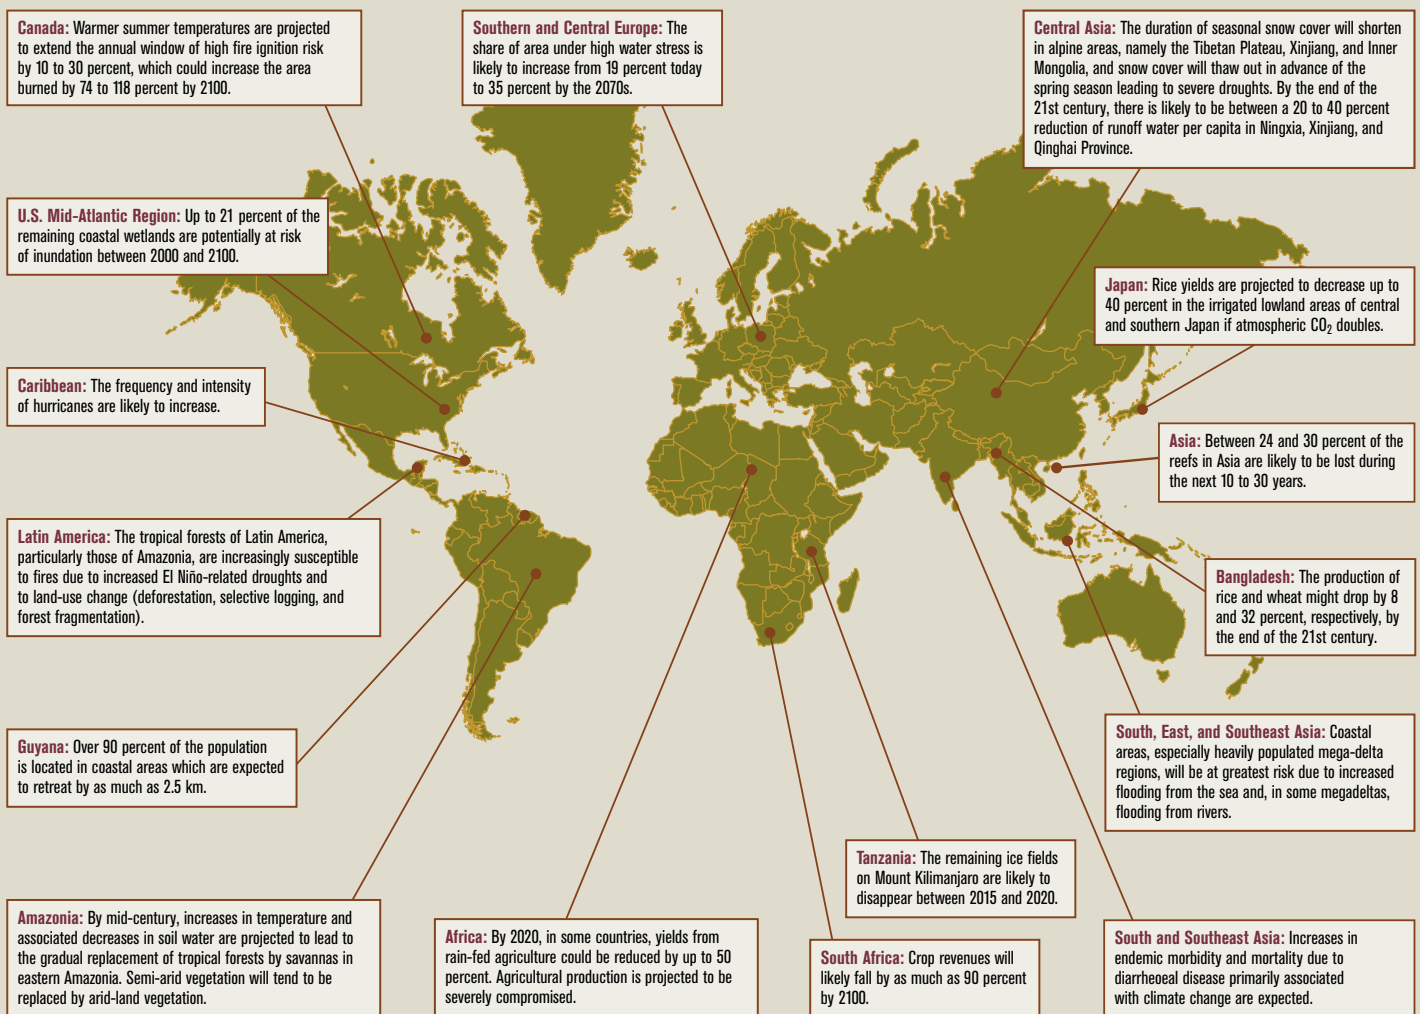 Canada: Warmer summer temperatures are projected
to extend the annual window of high fire ignition risk
by 10 to 30 percent, which could increase the area
burned by 74 to 118 percent by 2100.
Southern and Central Europe: The
share of area under high water stress is
likely to increase from 19 percent today
to 35 percent by the 2070s.
Central Asia: The duration of seasonal snow cover will shorten
in alpine areas, namely the Tibetan Plateau, Xinjiang, and Inner
Mongolia, and snow cover will thaw out in advance of the
spring season leading to severe droughts. By the end of the
21st century, there is likely to be between a 20 to 40 percent
reduction of runoff water per capita in Ningxia, Xinjiang, and
Qinghai Province.
U.S. Mid-Atlantic Region: Up to 21 percent of the
remaining coastal wetlands are potentially at risk
of inundation between 2000 and 2100.
Japan: Rice yields are projected to decrease up to
40 percent in the irrigated lowland areas of central
and southern Japan if atmospheric CO₂ doubles.
Caribbean: The frequency and intensity
of hurricanes are likely to increase.
Asia: Between 24 and 30 percent of the
reefs in Asia are likely to be lost during
the next 10 to 30 years.
Latin America: The tropical forests of Latin America,
particularly those of Amazonia, are increasingly susceptible
to fires due to increased El Niño-related droughts and
to land-use change (deforestation, selective logging, and
forest fragmentation).
Bangladesh: The production of
rice and wheat might drop by 8
and 32 percent, respectively, by
the end of the 21st century.
Guyana: Over 90 percent of the population
is located in coastal areas which are expected
to retreat by as much as 2.5 km.
South, East, and Southeast Asia: Coastal
areas, especially heavily populated mega-delta
regions, will be at greatest risk due to increased
flooding from the sea and, in some megadeltas,
flooding from rivers.
Tanzania: The remaining ice fields
on Mount Kilimanjaro are likely to
disappear between 2015 and 2020.
Amazonia: By mid-century, increases in temperature and
associated decreases in soil water are projected to lead to
the gradual replacement of tropical forests by savannas in
eastern Amazonia. Semi-arid vegetation will tend to be
replaced by arid-land vegetation.
Africa: By 2020, in some countries, yields from
rain-fed agriculture could be reduced by up to 50
percent. Agricultural production is projected to be
severely compromised.
South Africa: Crop revenues will
likely fall by as much as 90 percent
by 2100.
South and Southeast Asia: Increases in
endemic morbidity and mortality due to
diarrhoeal disease primarily associated
with climate change are expected.